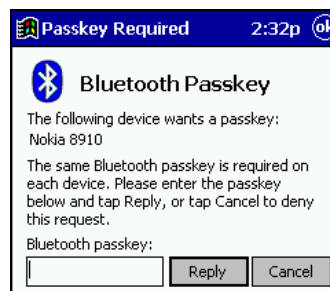 Passkey Required 2:32p ok
Bluetooth Passkey
The following device wants a passkey:
Nokia 8910
The same Bluetooth passkey is required on
each device. Please enter the passkey
below and tap Reply, or tap Cancel to deny
this request.
Bluetooth passkey:
Reply Cancel